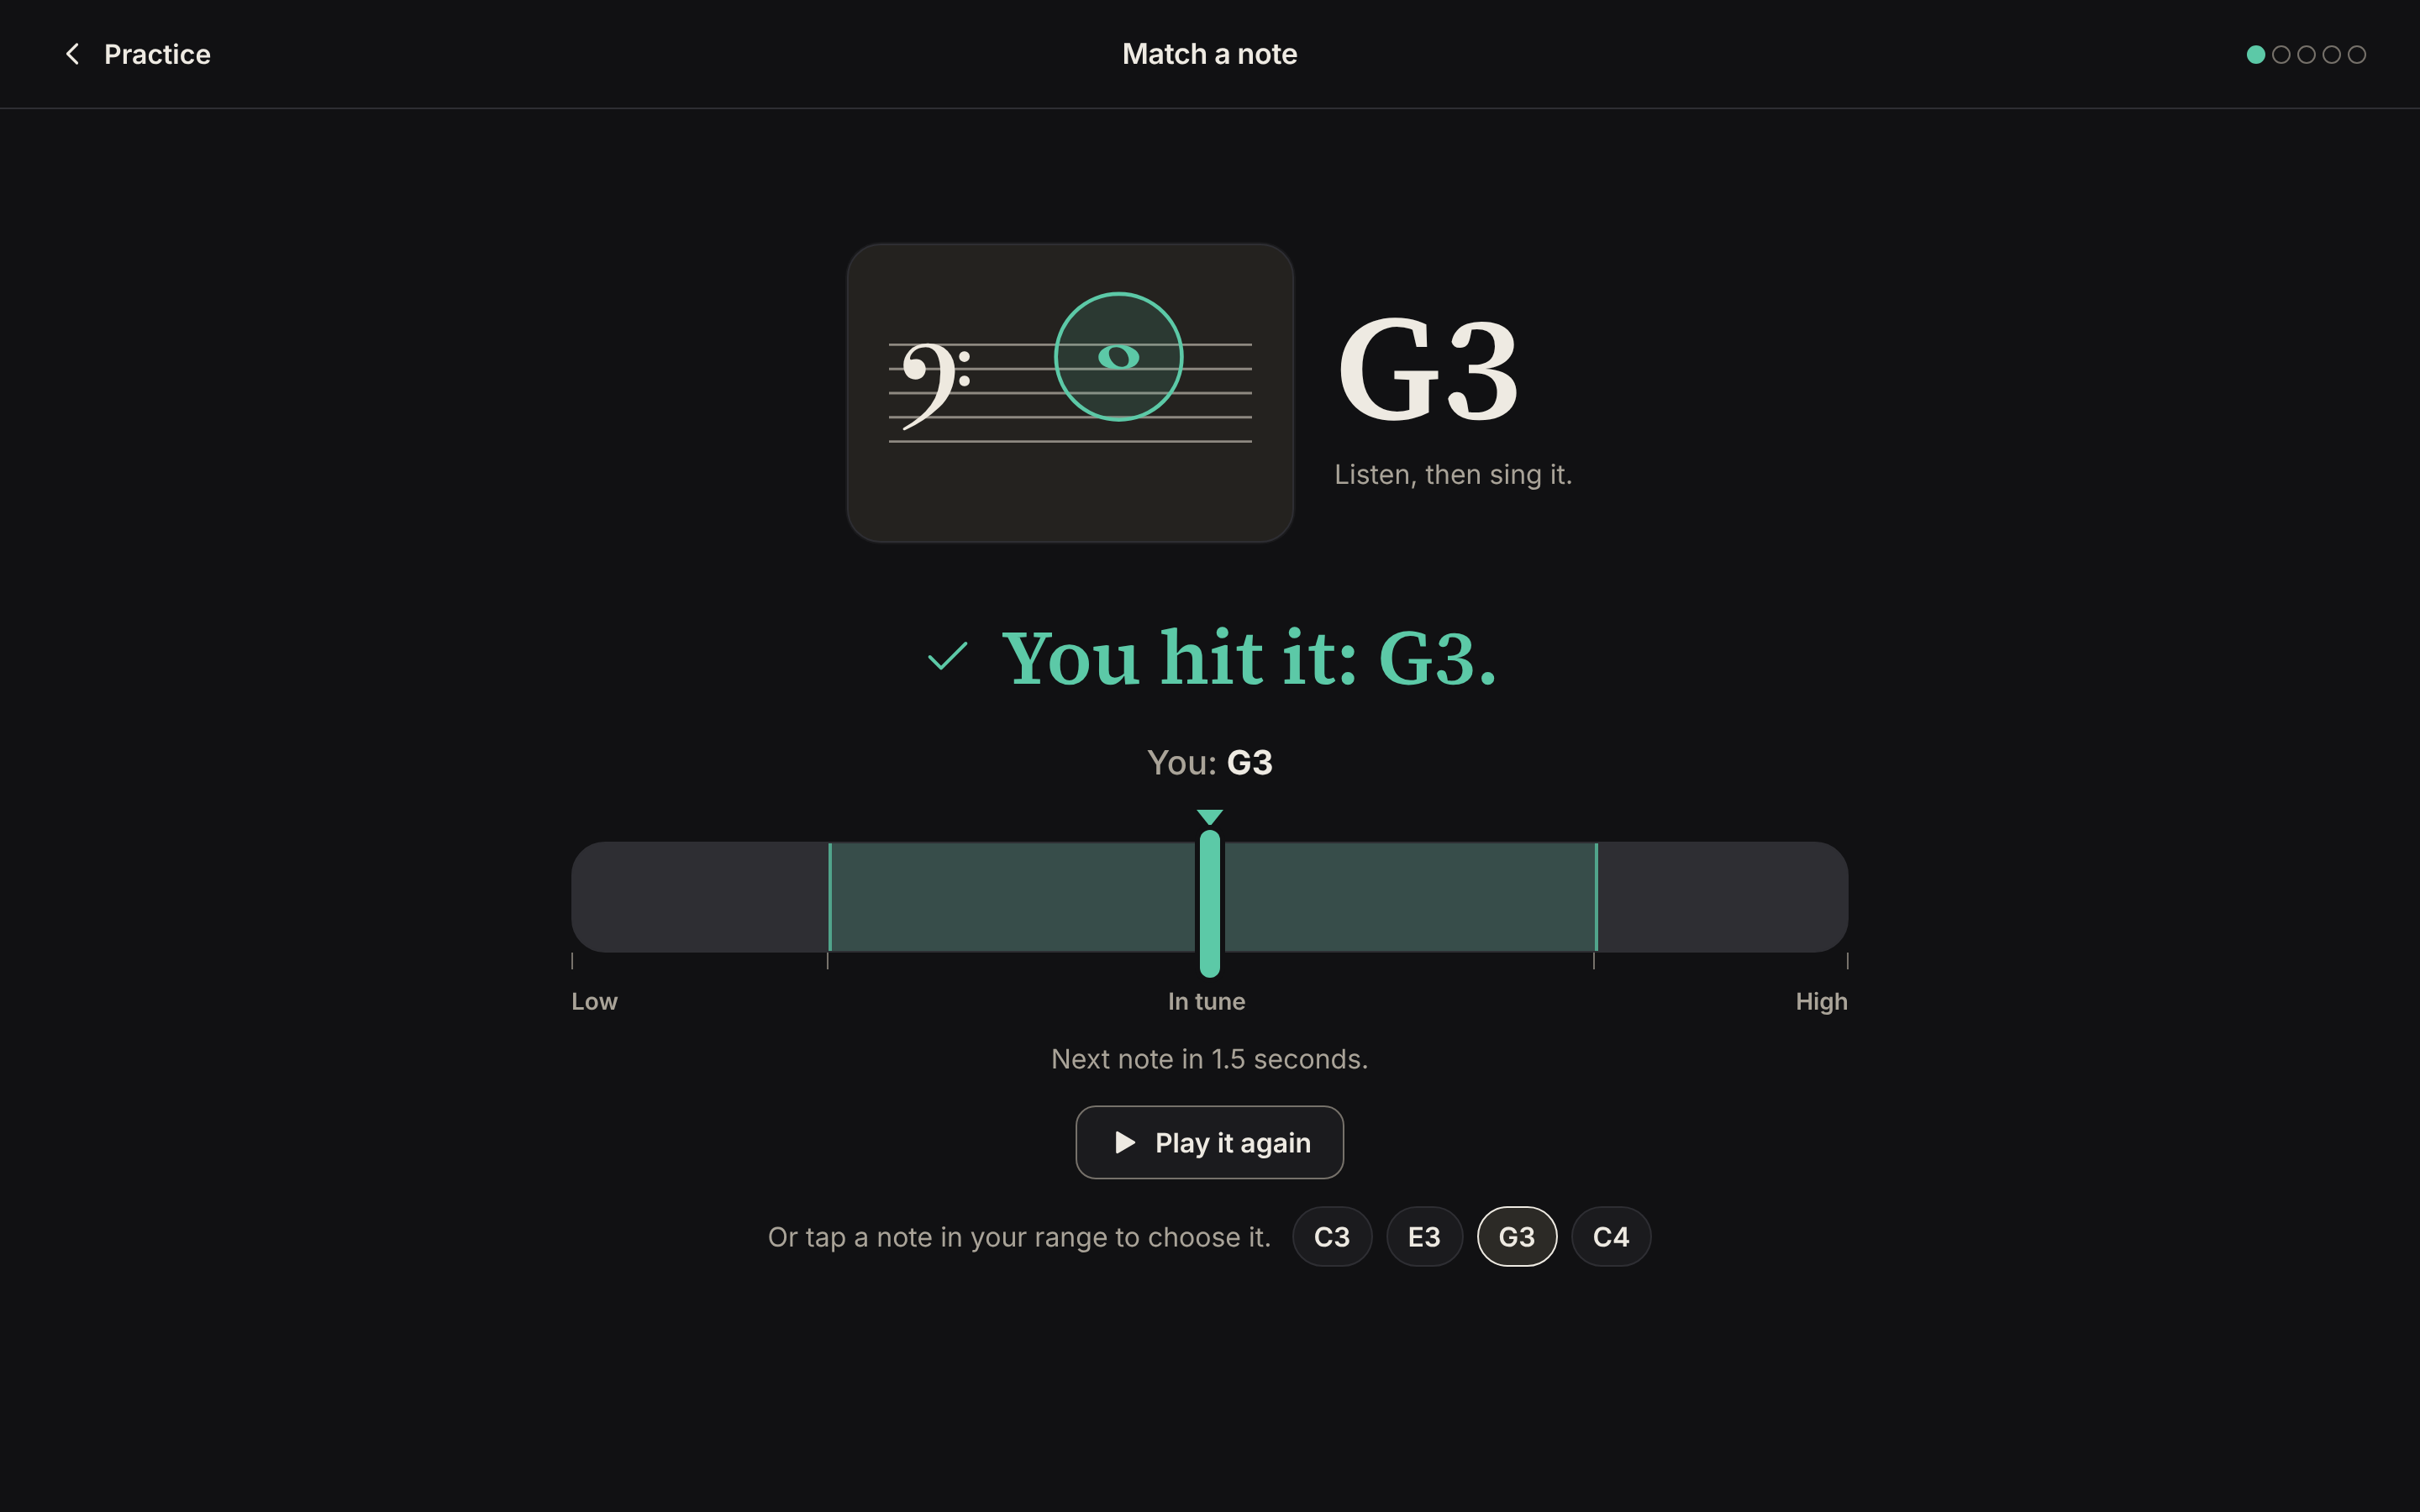 Practice
Match a note
G3
Listen, then sing it.
You hit it: G3.
You: G3
Low
In tune
High
Next note in 1.5 seconds.
Play it again
Or tap a note in your range to choose it.
C3
E3
G3
C4